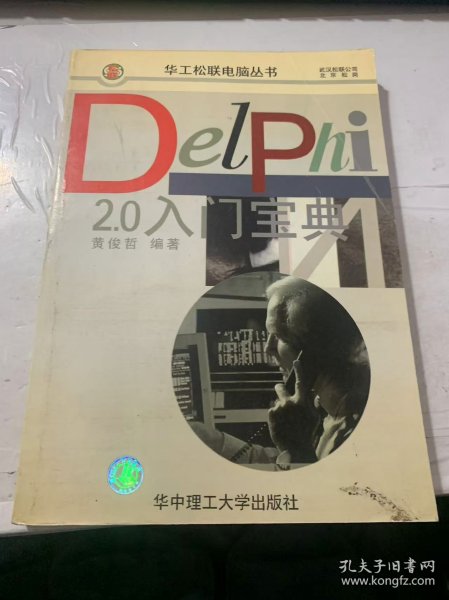 华工松联电脑丛书
武汉松联公司
北京松岗
DelPhi
2.0入门宝典
黄俊哲 编著
华中理工大学出版社
孔夫子旧书网
www.kongfz.com